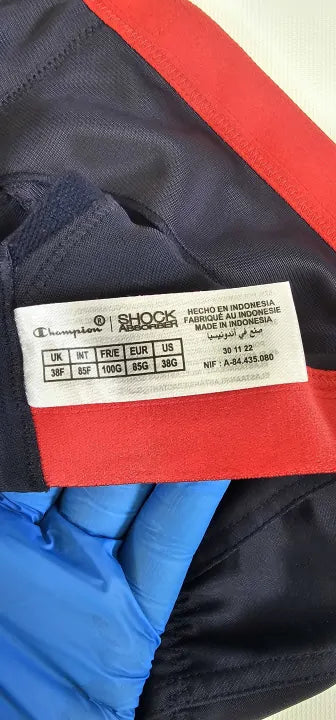 Champion ® | SHOCK ABSORBER
UK INT FR/E EUR US
38F 85F 100G 85G 38G
HECHO EN INDONESIA
FABRIQUÉ AU INDONESIE
MADE IN INDONESIA
صنع في أندونيسيا
30 11 22
NIF : A-84.435.080